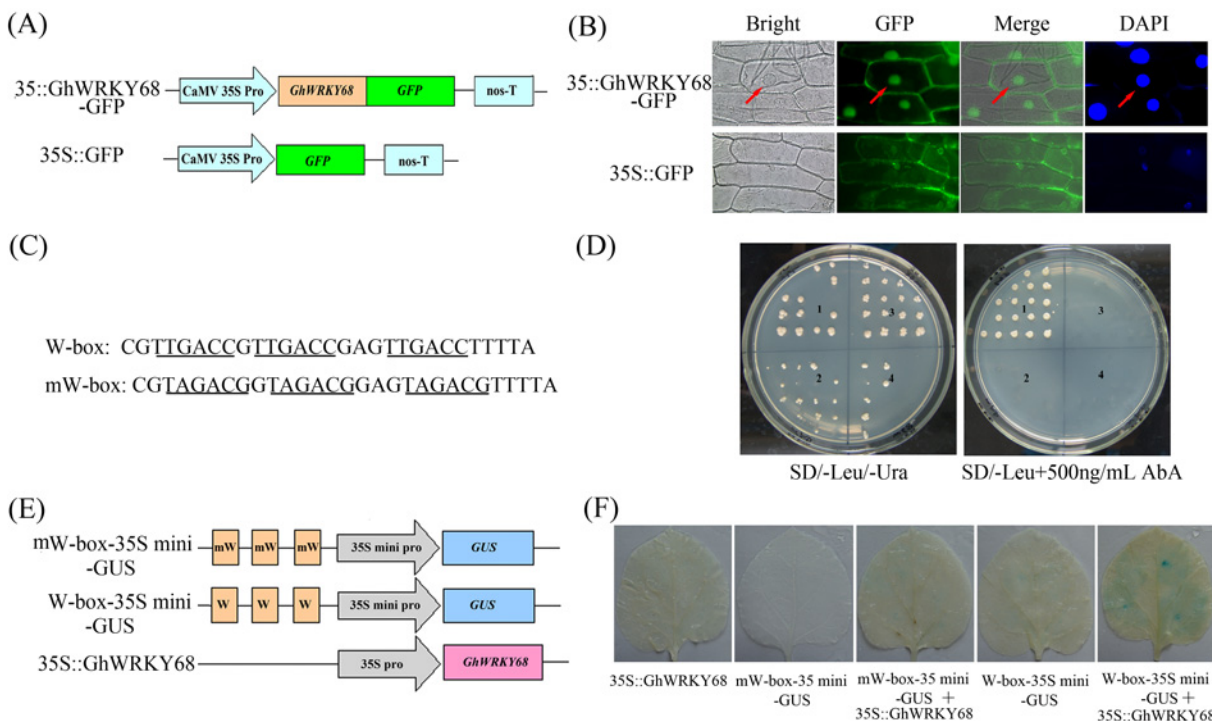 (A)
35::GhWRKY68
-GFP
CaMV 35S Pro
GhWRKY68
GFP
nos-T
35S::GFP
CaMV 35S Pro
GFP
nos-T
(B)
Bright
GFP
Merge
DAPI
35::GhWRKY68
-GFP
35S::GFP
(C)
W-box: CGTTGACCGTTGACCGAGTTGACCTTTTA
mW-box: CGTAGACGGTAGACGGAGTAGACGTTTTA
(D)
1
3
2
4
SD/-Leu/-Ura
1
3
2
4
SD/-Leu+500ng/mL AbA
(E)
mW-box-35S mini
-GUS
mW
mW
mW
35S mini pro
GUS
W-box-35S mini
-GUS
W
W
W
35S mini pro
GUS
35S::GhWRKY68
35S pro
GhWRKY68
(F)
35S::GhWRKY68
mW-box-35 mini
-GUS
mW-box-35 mini
-GUS +
35S::GhWRKY68
W-box-35S mini
-GUS
W-box-35S mini
-GUS +
35S::GhWRKY68